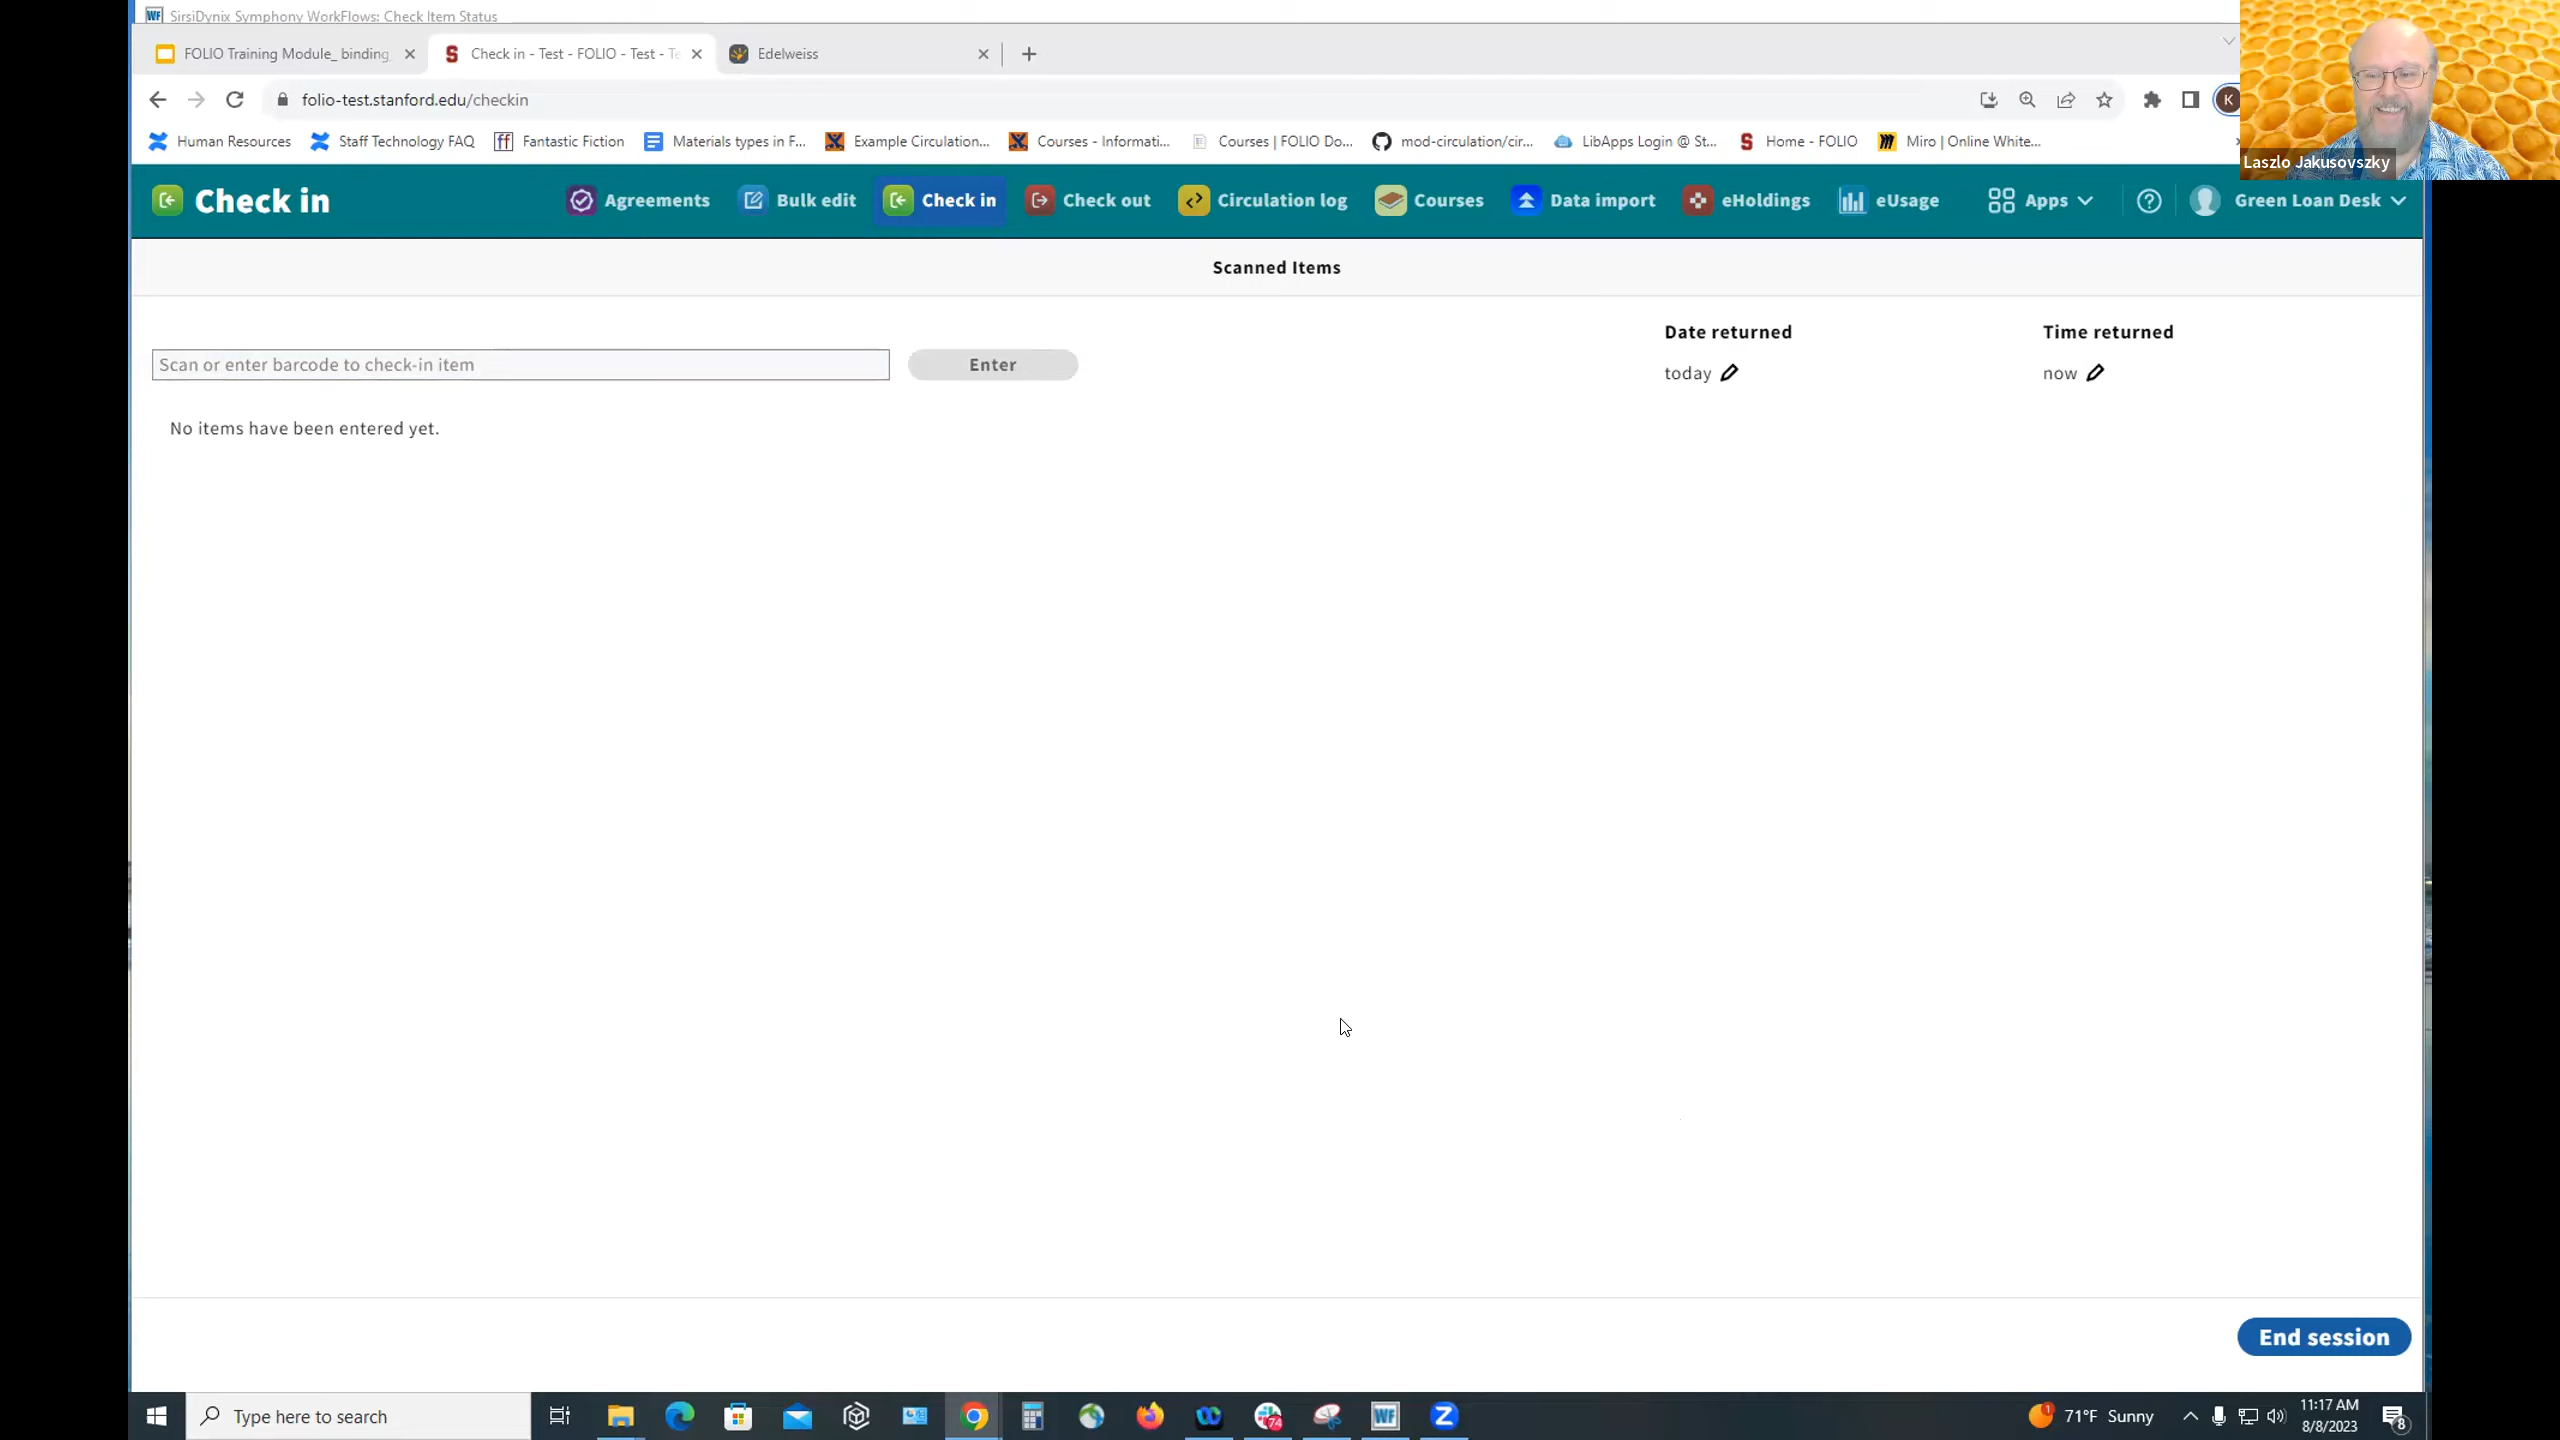 SirsiDynix Symphony WorkFlows: Check Item Status
FOLIO Training Module_ binding
Check in - Test - FOLIO - Test - Te
Edelweiss
folio-test.stanford.edu/checkin
K
Human Resources
Staff Technology FAQ
Fantastic Fiction
Materials types in F...
Example Circulation...
Courses - Informati...
Courses | FOLIO Do...
mod-circulation/cir...
LibApps Login @ St...
Home - FOLIO
Miro | Online White...
Laszlo Jakusovszky
Check in
Agreements
Bulk edit
Check in
Check out
Circulation log
Courses
Data import
eHoldings
eUsage
Apps
Green Loan Desk
Scanned Items
Date returned
Time returned
Scan or enter barcode to check-in item
Enter
today
now
No items have been entered yet.
End session
Type here to search
74
WF
1
71°F Sunny
11:17 AM
8/8/2023
8